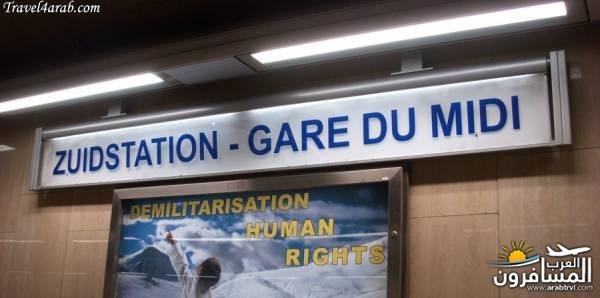 Travel4arab.com
ZUIDSTATION - GARE DU MIDI
DEMILITARISATION
HUMAN
RIGHTS
العرب
المسافرون
www.arabtrvl.com